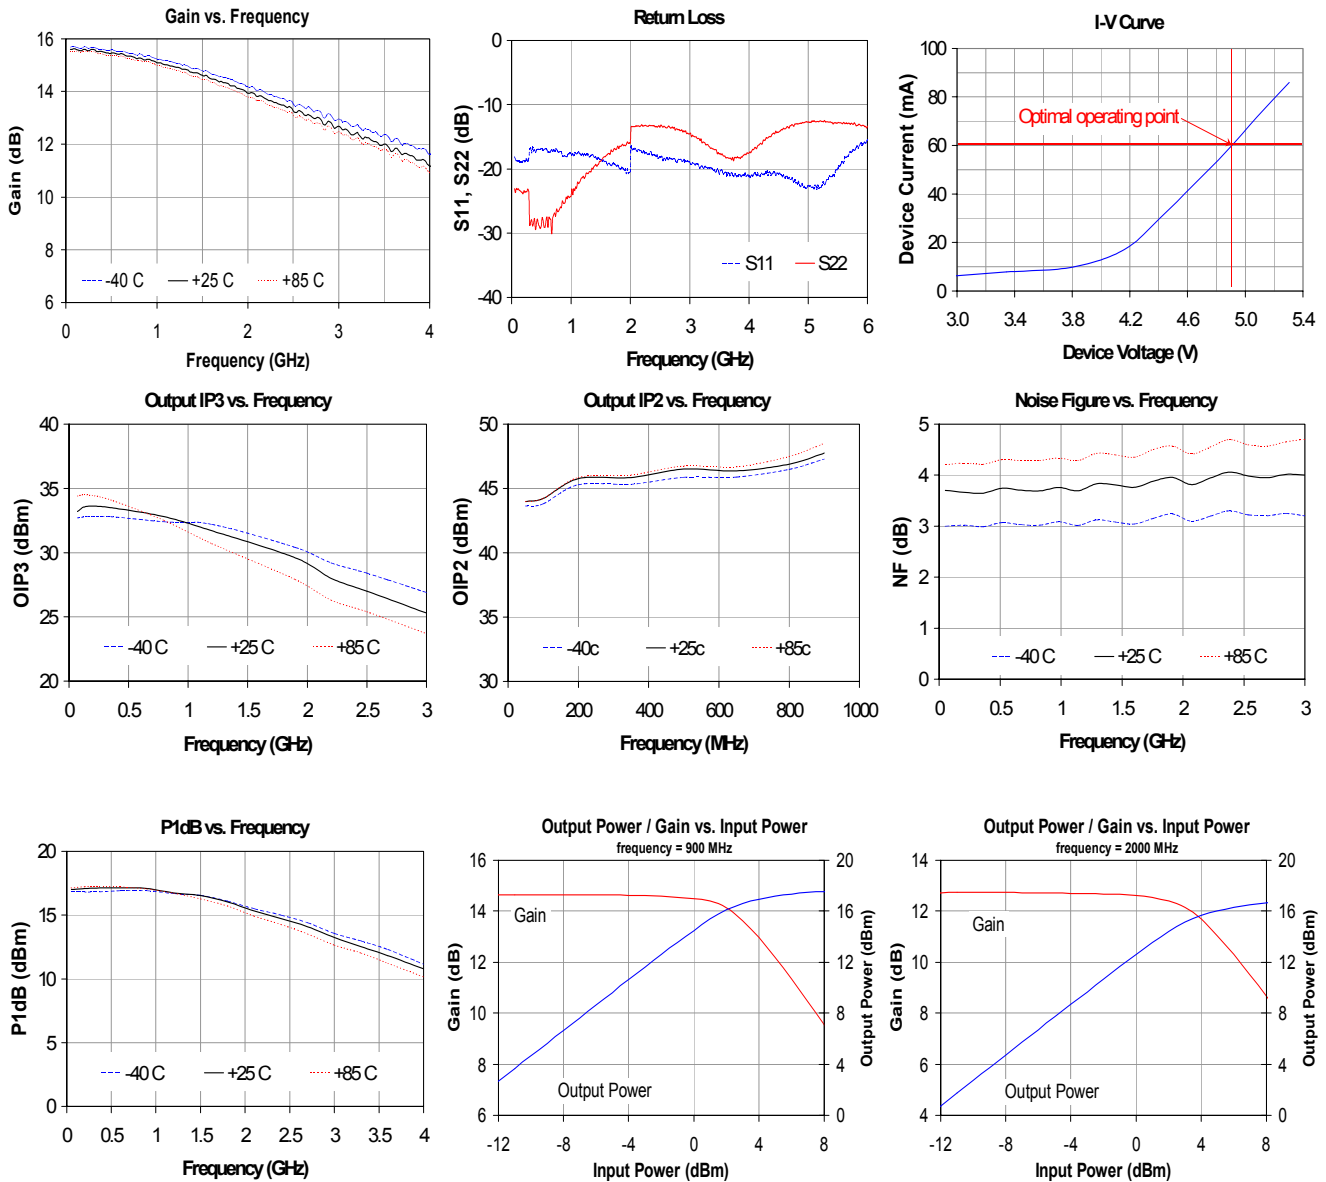 Gain vs. Frequency
16
14
12
10
8
6
Gain (dB)
-40 C
+25 C
+85 C
0
1
2
3
4
Frequency (GHz)
Return Loss
0
-10
-20
-30
-40
S11, S22 (dB)
S11
S22
0
1
2
3
4
5
6
Frequency (GHz)
I-V Curve
100
80
60
40
20
0
Device Current (mA)
Optimal operating point
3.0
3.4
3.8
4.2
4.6
5.0
5.4
Device Voltage (V)
Output IP3 vs. Frequency
40
35
30
25
20
OIP3 (dBm)
-40 C
+25 C
+85 C
0
0.5
1
1.5
2
2.5
3
Frequency (GHz)
Output IP2 vs. Frequency
50
45
40
35
30
OIP2 (dBm)
-40c
+25c
+85c
0
200
400
600
800
1000
Frequency (MHz)
Noise Figure vs. Frequency
5
4
3
2
1
0
NF (dB)
-40 C
+25 C
+85 C
0
0.5
1
1.5
2
2.5
3
Frequency (GHz)
P1dB vs. Frequency
20
15
10
5
0
P1dB (dBm)
-40 C
+25 C
+85 C
0
0.5
1
1.5
2
2.5
3
3.5
4
Frequency (GHz)
Output Power / Gain vs. Input Power
frequency = 900 MHz
16
14
12
10
8
6
Gain (dB)
Gain
Output Power
20
16
12
8
4
0
Output Power (dBm)
-12
-8
-4
0
4
8
Input Power (dBm)
Output Power / Gain vs. Input Power
frequency = 2000 MHz
14
12
10
8
6
4
Gain (dB)
Gain
Output Power
20
16
12
8
4
0
Output Power (dBm)
-12
-8
-4
0
4
8
Input Power (dBm)